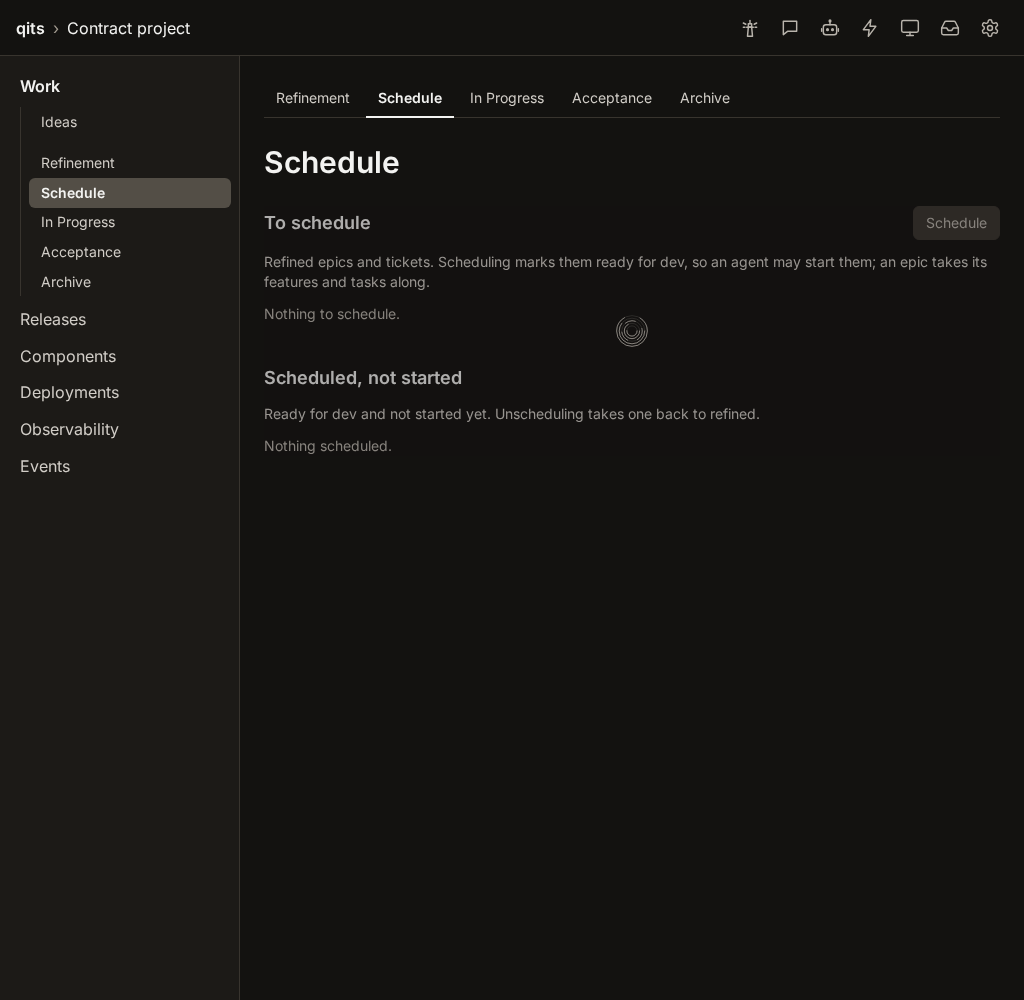 qits › Contract project
Work
Ideas
Refinement
Schedule
In Progress
Acceptance
Archive
Releases
Components
Deployments
Observability
Events
Refinement Schedule In Progress Acceptance Archive
Schedule
To schedule
Schedule
Refined epics and tickets. Scheduling marks them ready for dev, so an agent may start them; an epic takes its
features and tasks along.
Nothing to schedule.
Scheduled, not started
Ready for dev and not started yet. Unscheduling takes one back to refined.
Nothing scheduled.